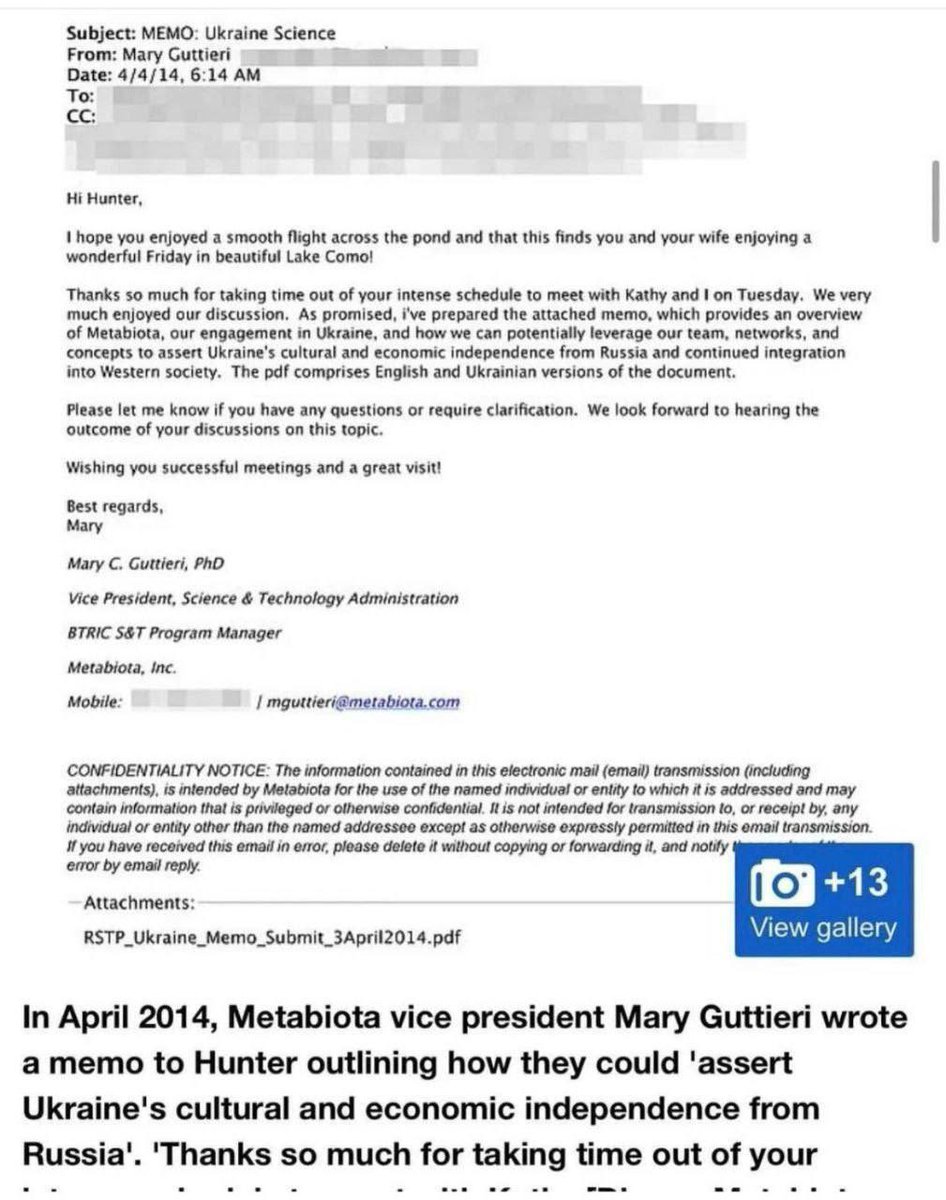 Subject: MEMO: Ukraine Science
From: Mary Guttieri
Date: 4/4/14, 6:14 AM
To:
CC:
Hi Hunter,
I hope you enjoyed a smooth flight across the pond and that this finds you and your wife enjoying a
wonderful Friday in beautiful Lake Como!
Thanks so much for taking time out of your intense schedule to meet with Kathy and I on Tuesday. We very
much enjoyed our discussion. As promised, i've prepared the attached memo, which provides an overview
of Metabiota, our engagement in Ukraine, and how we can potentially leverage our team, networks, and
concepts to assert Ukraine's cultural and economic independence from Russia and continued integration
into Western society. The pdf comprises English and Ukrainian versions of the document.
Please let me know if you have any questions or require clarification. We look forward to hearing the
outcome of your discussions on this topic.
Wishing you successful meetings and a great visit!
Best regards,
Mary
Mary C. Guttieri, PhD
Vice President, Science & Technology Administration
BTRIC S&T Program Manager
Metabiota, Inc.
Mobile: / mguttieri@metabiota.com
CONFIDENTIALITY NOTICE: The information contained in this electronic mail (email) transmission (including
attachments), is intended by Metabiota for the use of the named individual or entity to which it is addressed and may
contain information that is privileged or otherwise confidential. It is not intended for transmission to, or receipt by, any
individual or entity other than the named addressee except as otherwise expressly permitted in this email transmission.
If you have received this email in error, please delete it without copying or forwarding it, and notify
error by email reply.
Attachments:
RSTP_Ukraine_Memo_Submit_3April2014.pdf
+13
View gallery
In April 2014, Metabiota vice president Mary Guttieri wrote
a memo to Hunter outlining how they could 'assert
Ukraine's cultural and economic independence from
Russia'. 'Thanks so much for taking time out of your